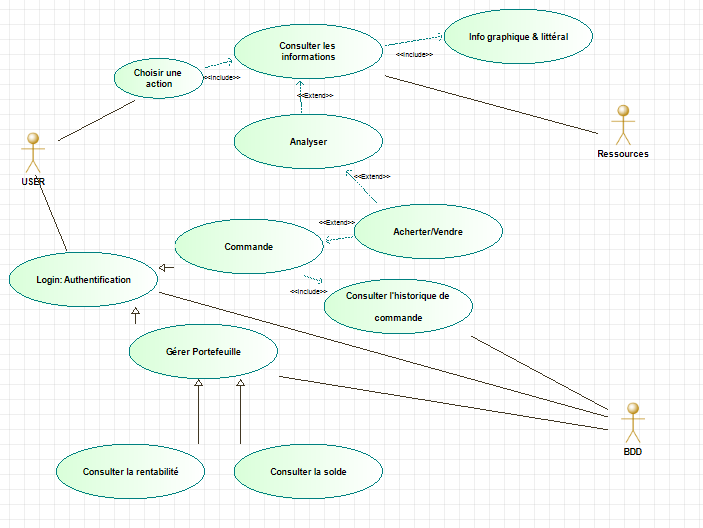 Consulter les
informations
Info graphique & littéral
<<Include>>
Choisir une
action
<<Include>>
<<Extend>>
Analyser
Ressources
USER
<<Extend>>
<<Extend>>
Acherter/Vendre
Commande
Login: Authentification
<<Include>>
Consulter l'historique de
commande
Gérer Portefeuille
BDD
Consulter la rentabilité
Consulter la solde